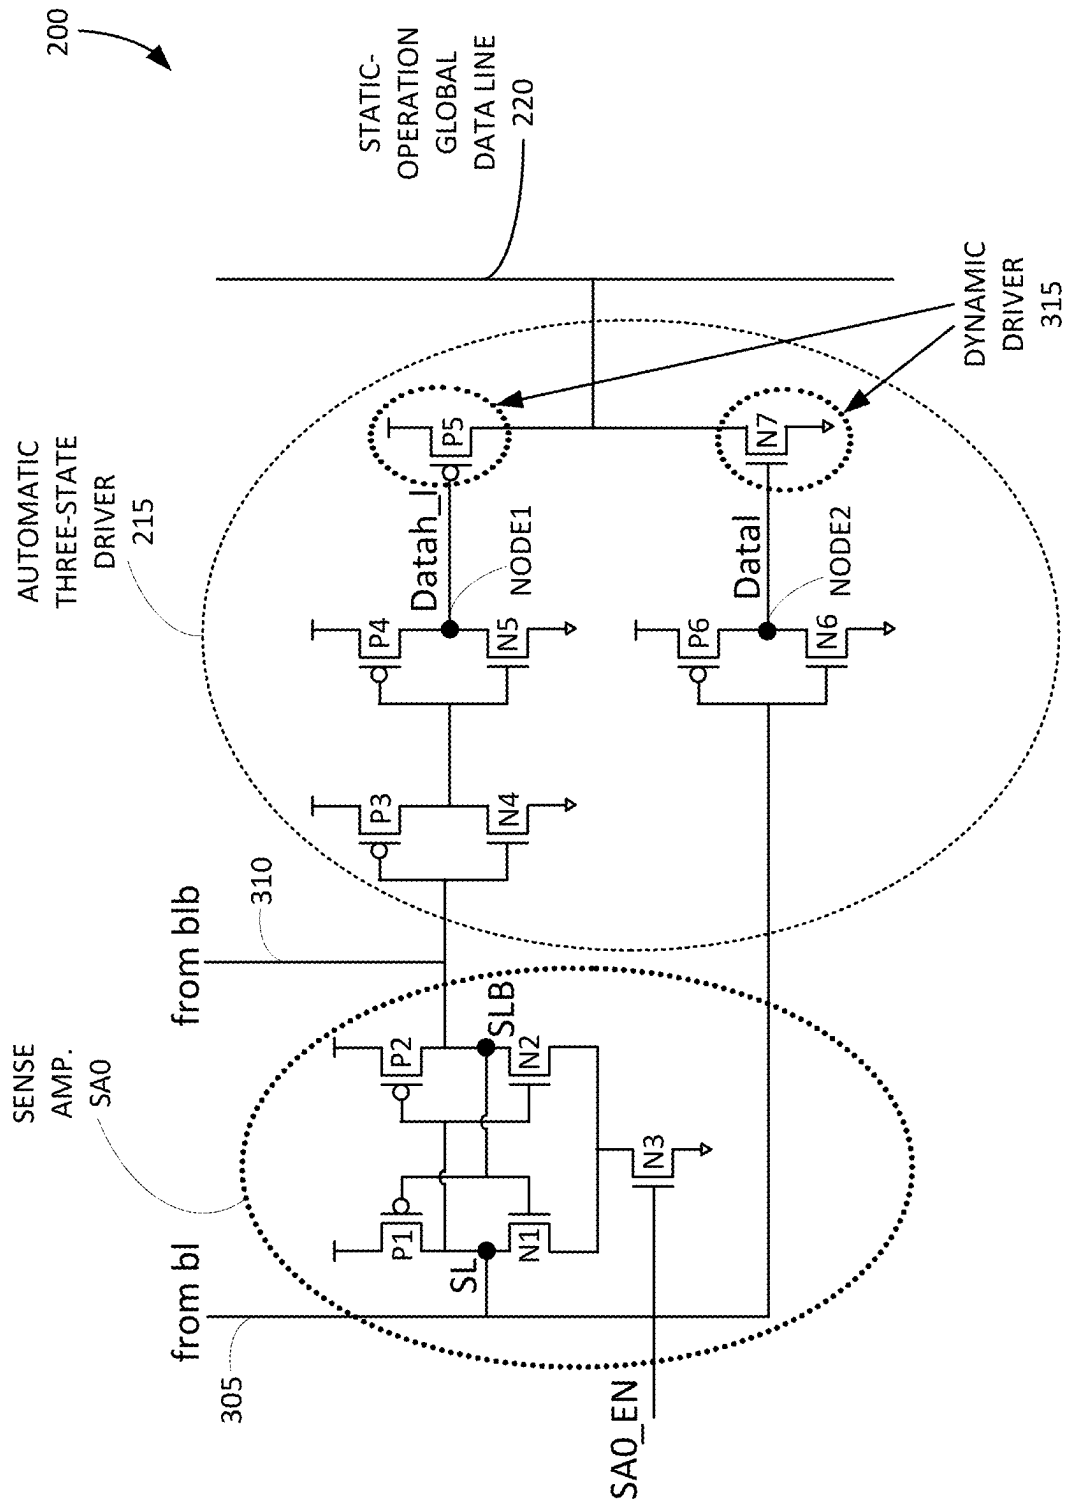 200
STATIC-
OPERATION
GLOBAL
DATA LINE
220
AUTOMATIC
THREE-STATE
DRIVER
215
DYNAMIC
DRIVER
315
SENSE
AMP.
SA0
from bl
305
from blb
310
P1
P2
SL
SLB
N1
N2
N3
SA0_EN
P3
N4
P4
N5
Datah_l
NODE1
P5
P6
N6
Datal
NODE2
N7